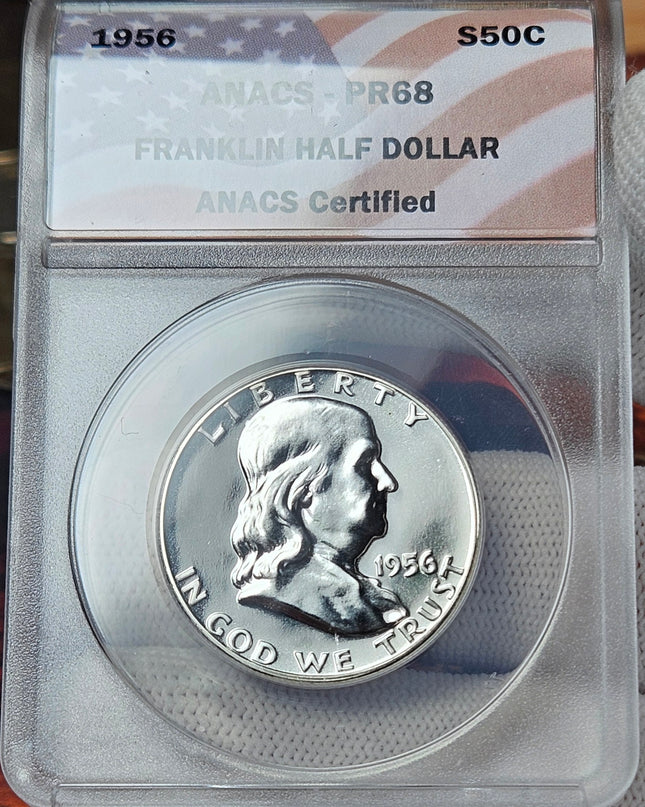 1956 S50C
ANACS - PR68
FRANKLIN HALF DOLLAR
ANACS Certified
LIBERTY
1956
IN GOD WE TRUST